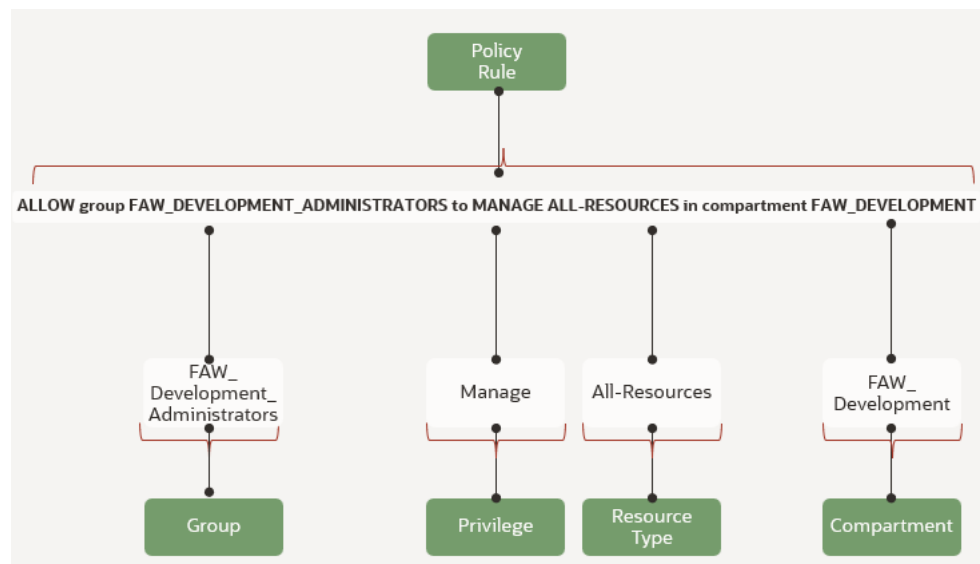 Policy
Rule
ALLOW group FAW_DEVELOPMENT_ADMINISTRATORS to MANAGE ALL-RESOURCES in compartment FAW_DEVELOPMENT
FAW_
Development_
Administrators
Manage
All-Resources
FAW_
Development
Group
Privilege
Resource
Type
Compartment